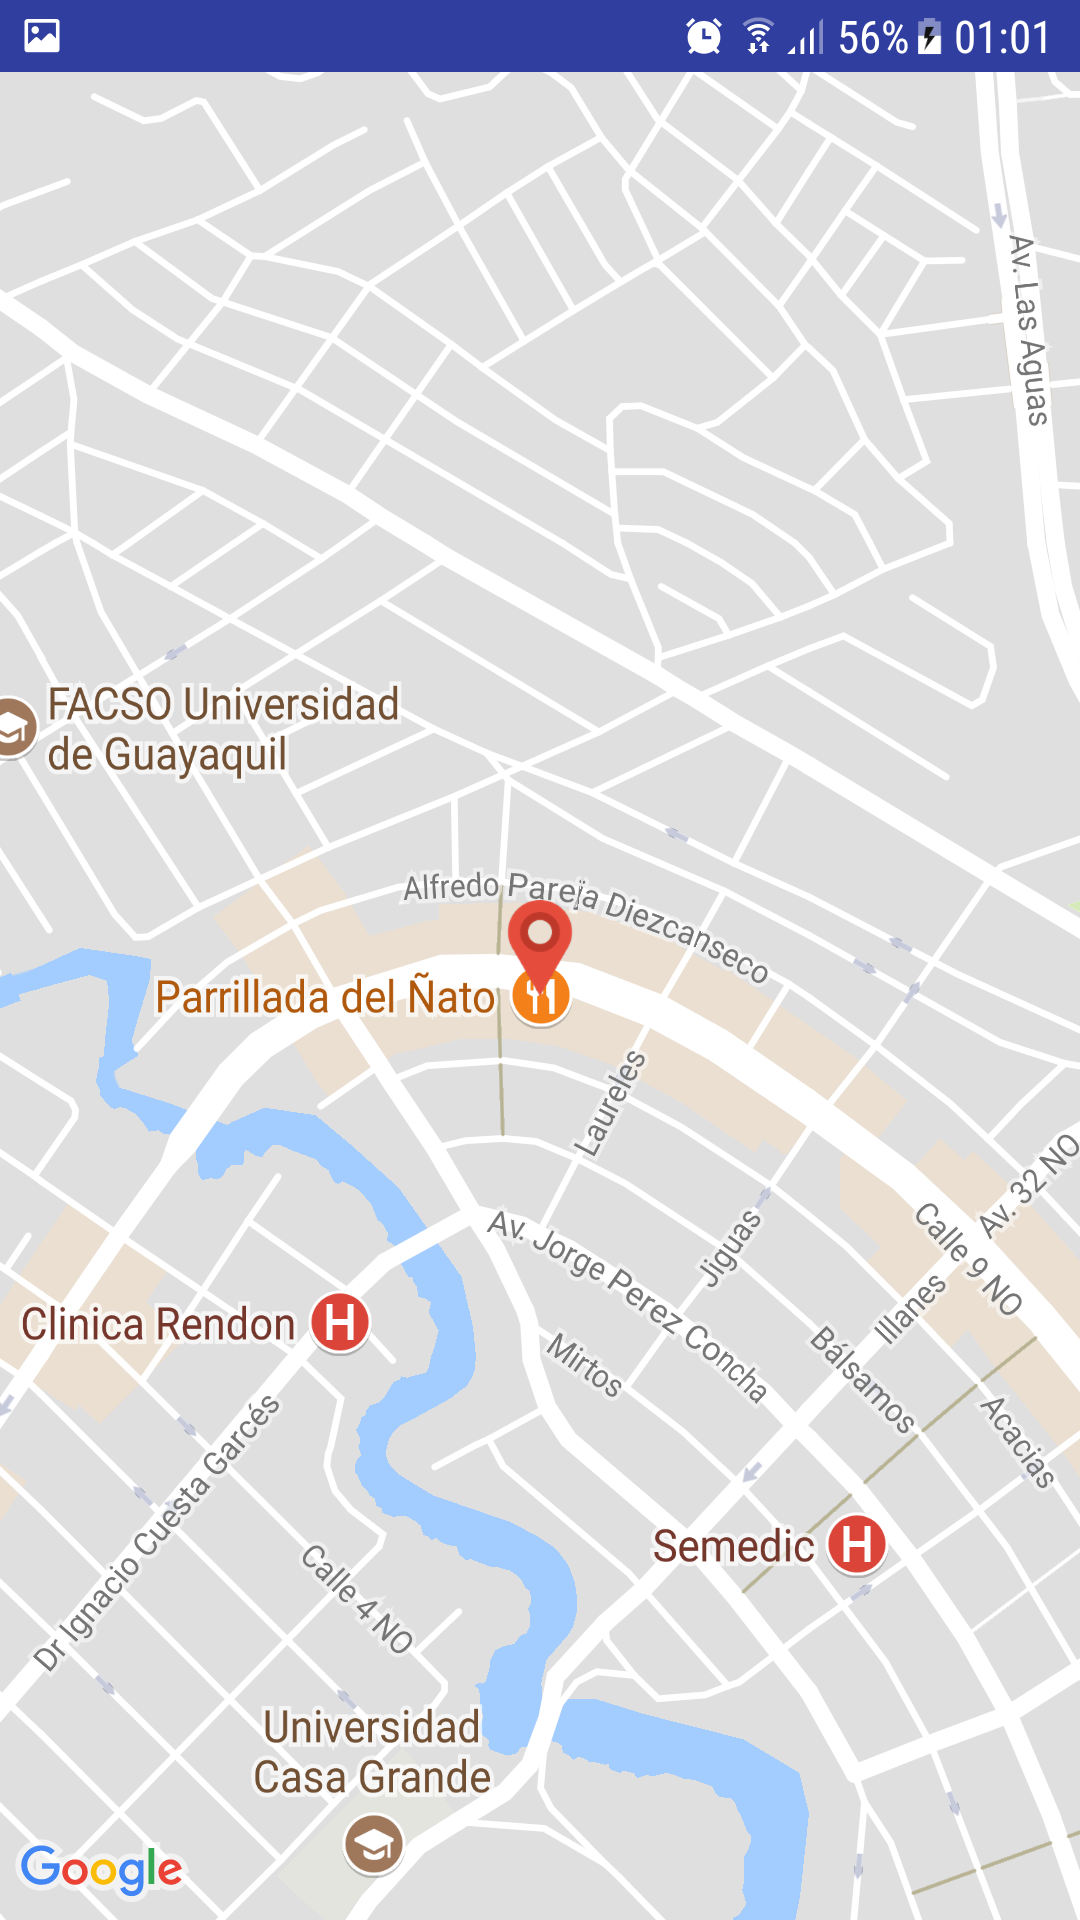 56% 01:01
Av. Las Aguas
FACSO Universidad
de Guayaquil
Alfredo Pareja Diezcanseco
Parrillada del Ñato
Laureles
Av. 32 NO
Calle 9 NO
Av. Jorge Perez Concha
Jiguas
Illanes
Clinica Rendon
H
Mirtos
Bálsamos
Acacias
Dr Ignacio Cuesta Garcés
Semedic
H
Calle 4 NO
Universidad
Casa Grande
Google